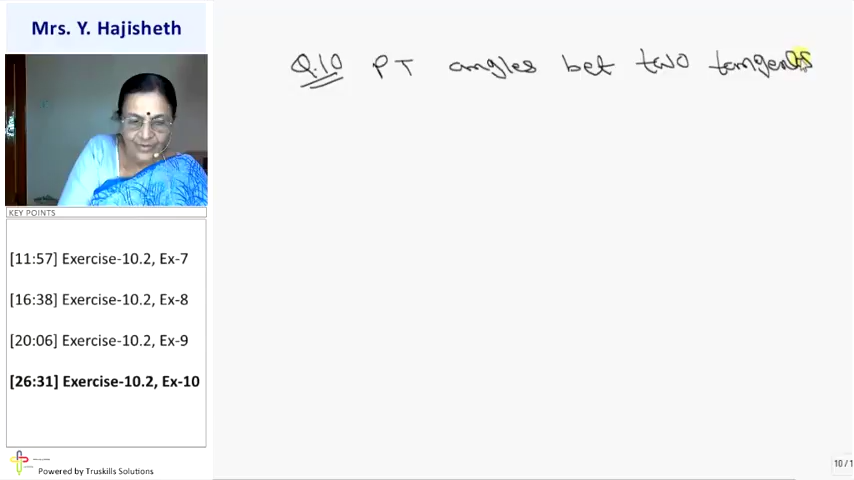 Mrs. Y. Hajisheth
KEY POINTS
[11:57] Exercise-10.2, Ex-7
[16:38] Exercise-10.2, Ex-8
[20:06] Exercise-10.2, Ex-9
[26:31] Exercise-10.2, Ex-10
Powered by Truskills Solutions
Q.10 PT angles bet two tangents
10/1